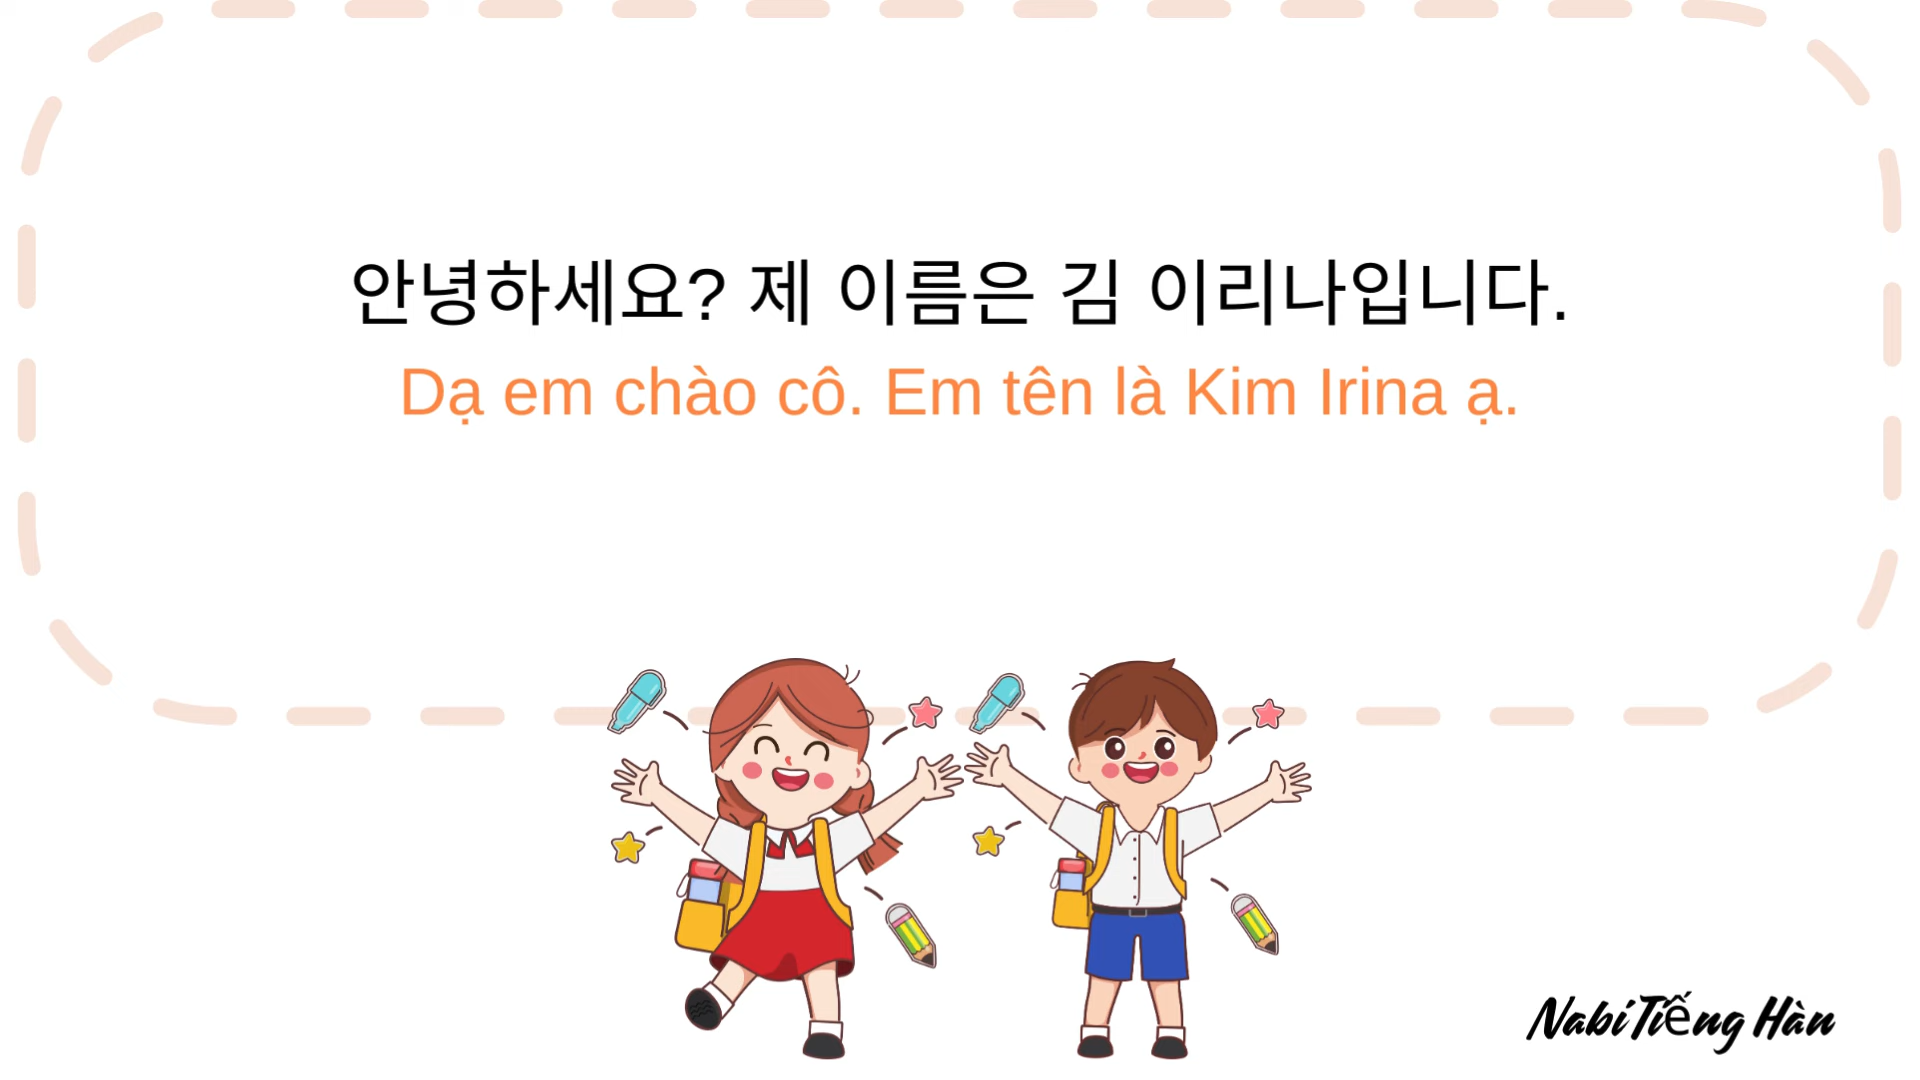 안녕하세요? 제 이름은 김 이리나입니다.
Dạ em chào cô. Em tên là Kim Irina ạ.
Nabi Tiếng Hàn